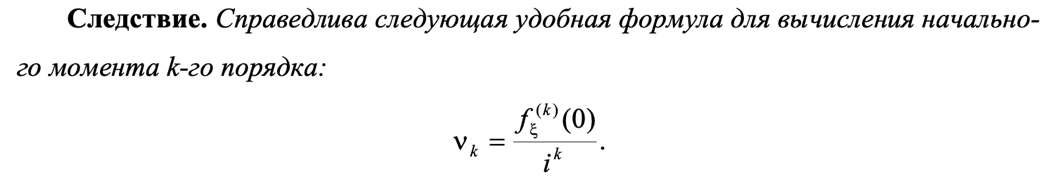 Следствие. Справедлива следующая удобная формула для вычисления начально-
го момента k-го порядка:
ν_k = f_ξ^{(k)}(0) / i^k.